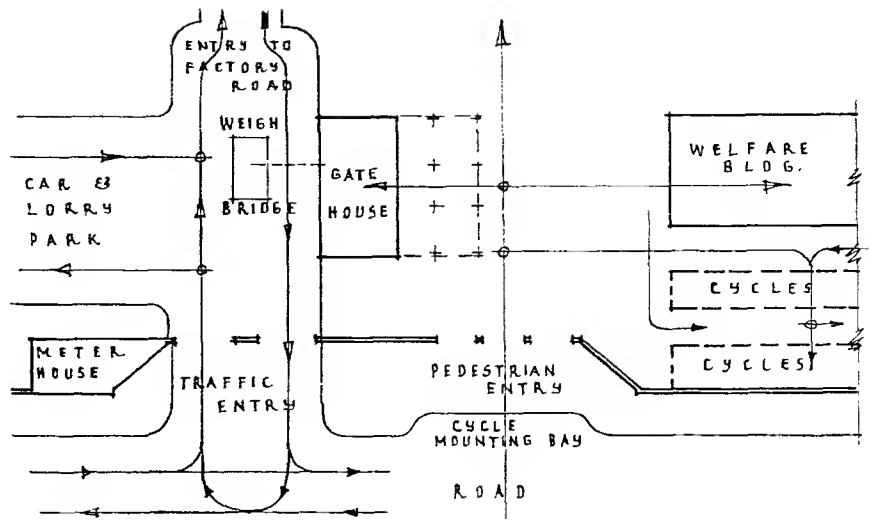 ENTRY TO
FACTORY
ROAD
WEIGH
BRIDGE
GATE
HOUSE
WELFARE
BLDG.
CAR &
LORRY
PARK
CYCLES
CYCLES
METER
HOUSE
TRAFFIC
ENTRY
PEDESTRIAN
ENTRY
CYCLE
MOUNTING BAY
ROAD